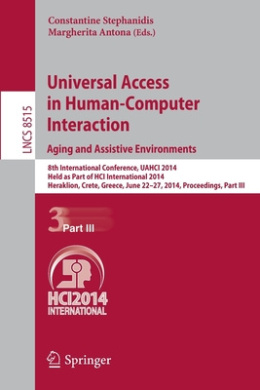 Constantine Stephanidis
Margherita Antona (Eds.)
LNCS 8515
Universal Access
in Human-Computer
Interaction
Aging and Assistive Environments
8th International Conference, UAHCI 2014
Held as Part of HCI International 2014
Heraklion, Crete, Greece, June 22–27, 2014, Proceedings, Part III
3 Part III
HCI2014
INTERNATIONAL
Springer